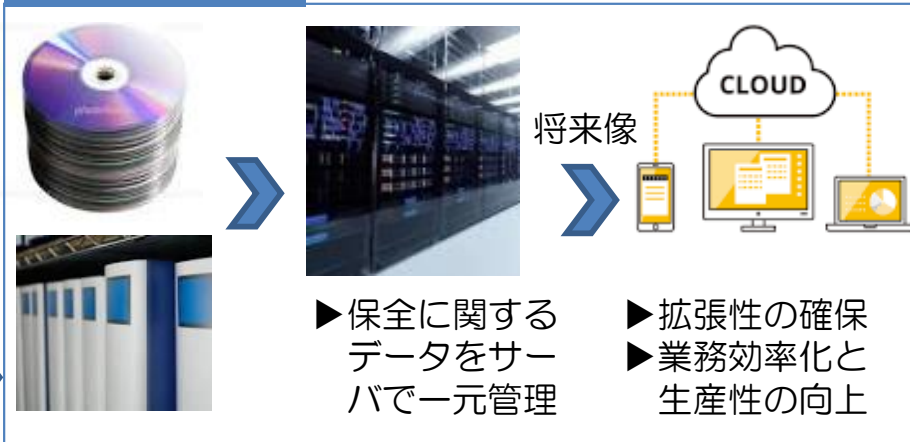 CLOUD
将来像
▶保全に関する
データをサー
バで一元管理
▶拡張性の確保
▶業務効率化と
生産性の向上